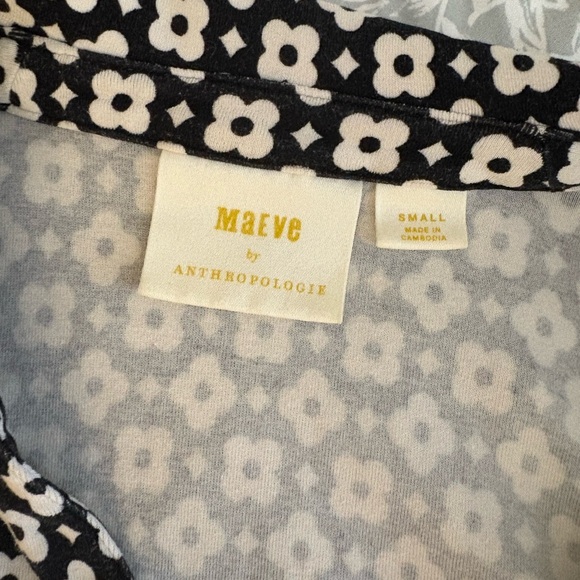 MaEve
by
ANTHROPOLOGIE
SMALL
MADE IN
CAMBODIA